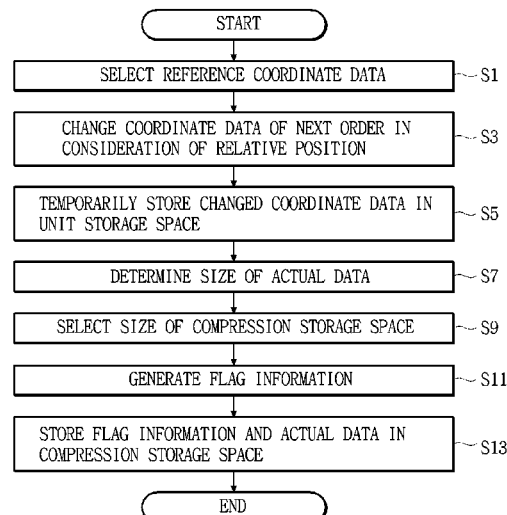 START
SELECT REFERENCE COORDINATE DATA
S1
CHANGE COORDINATE DATA OF NEXT ORDER IN
CONSIDERATION OF RELATIVE POSITION
S3
TEMPORARILY STORE CHANGED COORDINATE DATA IN
UNIT STORAGE SPACE
S5
DETERMINE SIZE OF ACTUAL DATA
S7
SELECT SIZE OF COMPRESSION STORAGE SPACE
S9
GENERATE FLAG INFORMATION
S11
STORE FLAG INFORMATION AND ACTUAL DATA IN
COMPRESSION STORAGE SPACE
S13
END